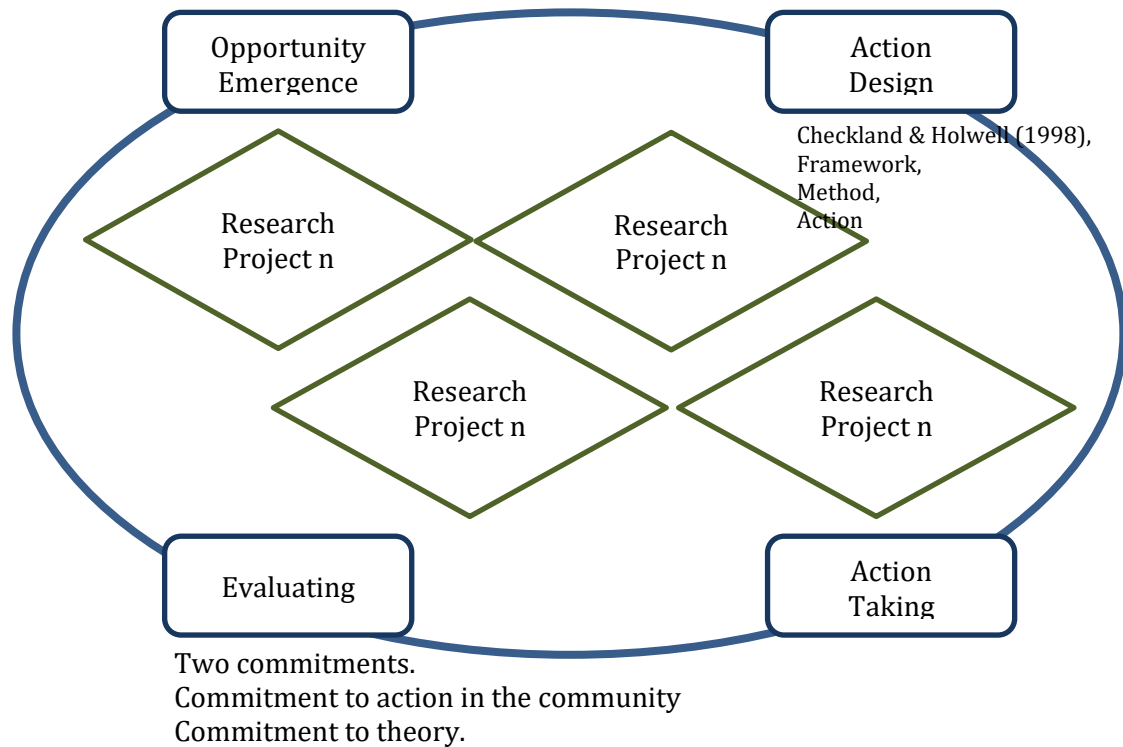 Opportunity
Emergence
Action
Design
Checkland & Holwell (1998),
Framework,
Method,
Action
Research
Project n
Research
Project n
Research
Project n
Research
Project n
Evaluating
Action
Taking
Two commitments.
Commitment to action in the community
Commitment to theory.